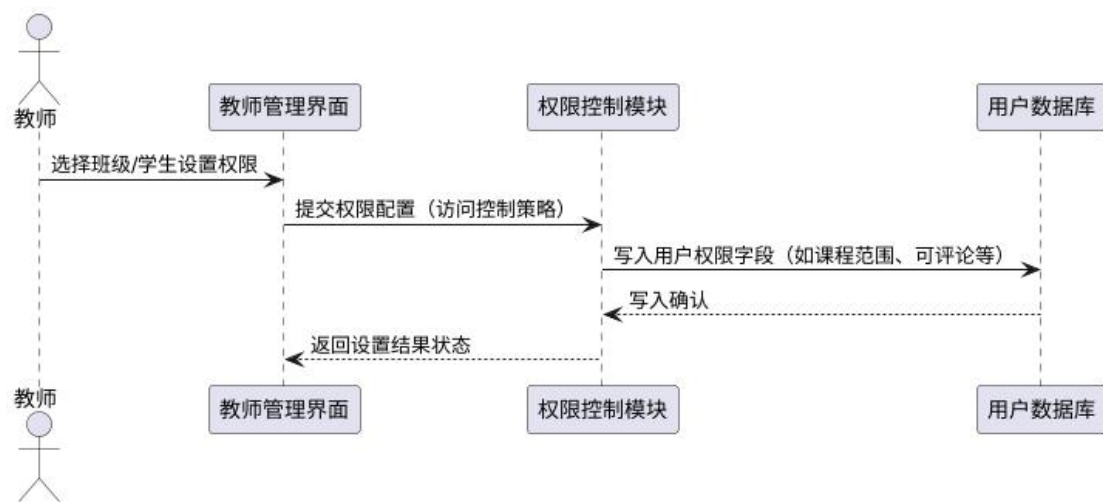 教师
教师管理界面
权限控制模块
用户数据库
选择班级/学生设置权限
提交权限配置（访问控制策略）
写入用户权限字段（如课程范围、可评论等）
写入确认
返回设置结果状态
教师
教师管理界面
权限控制模块
用户数据库